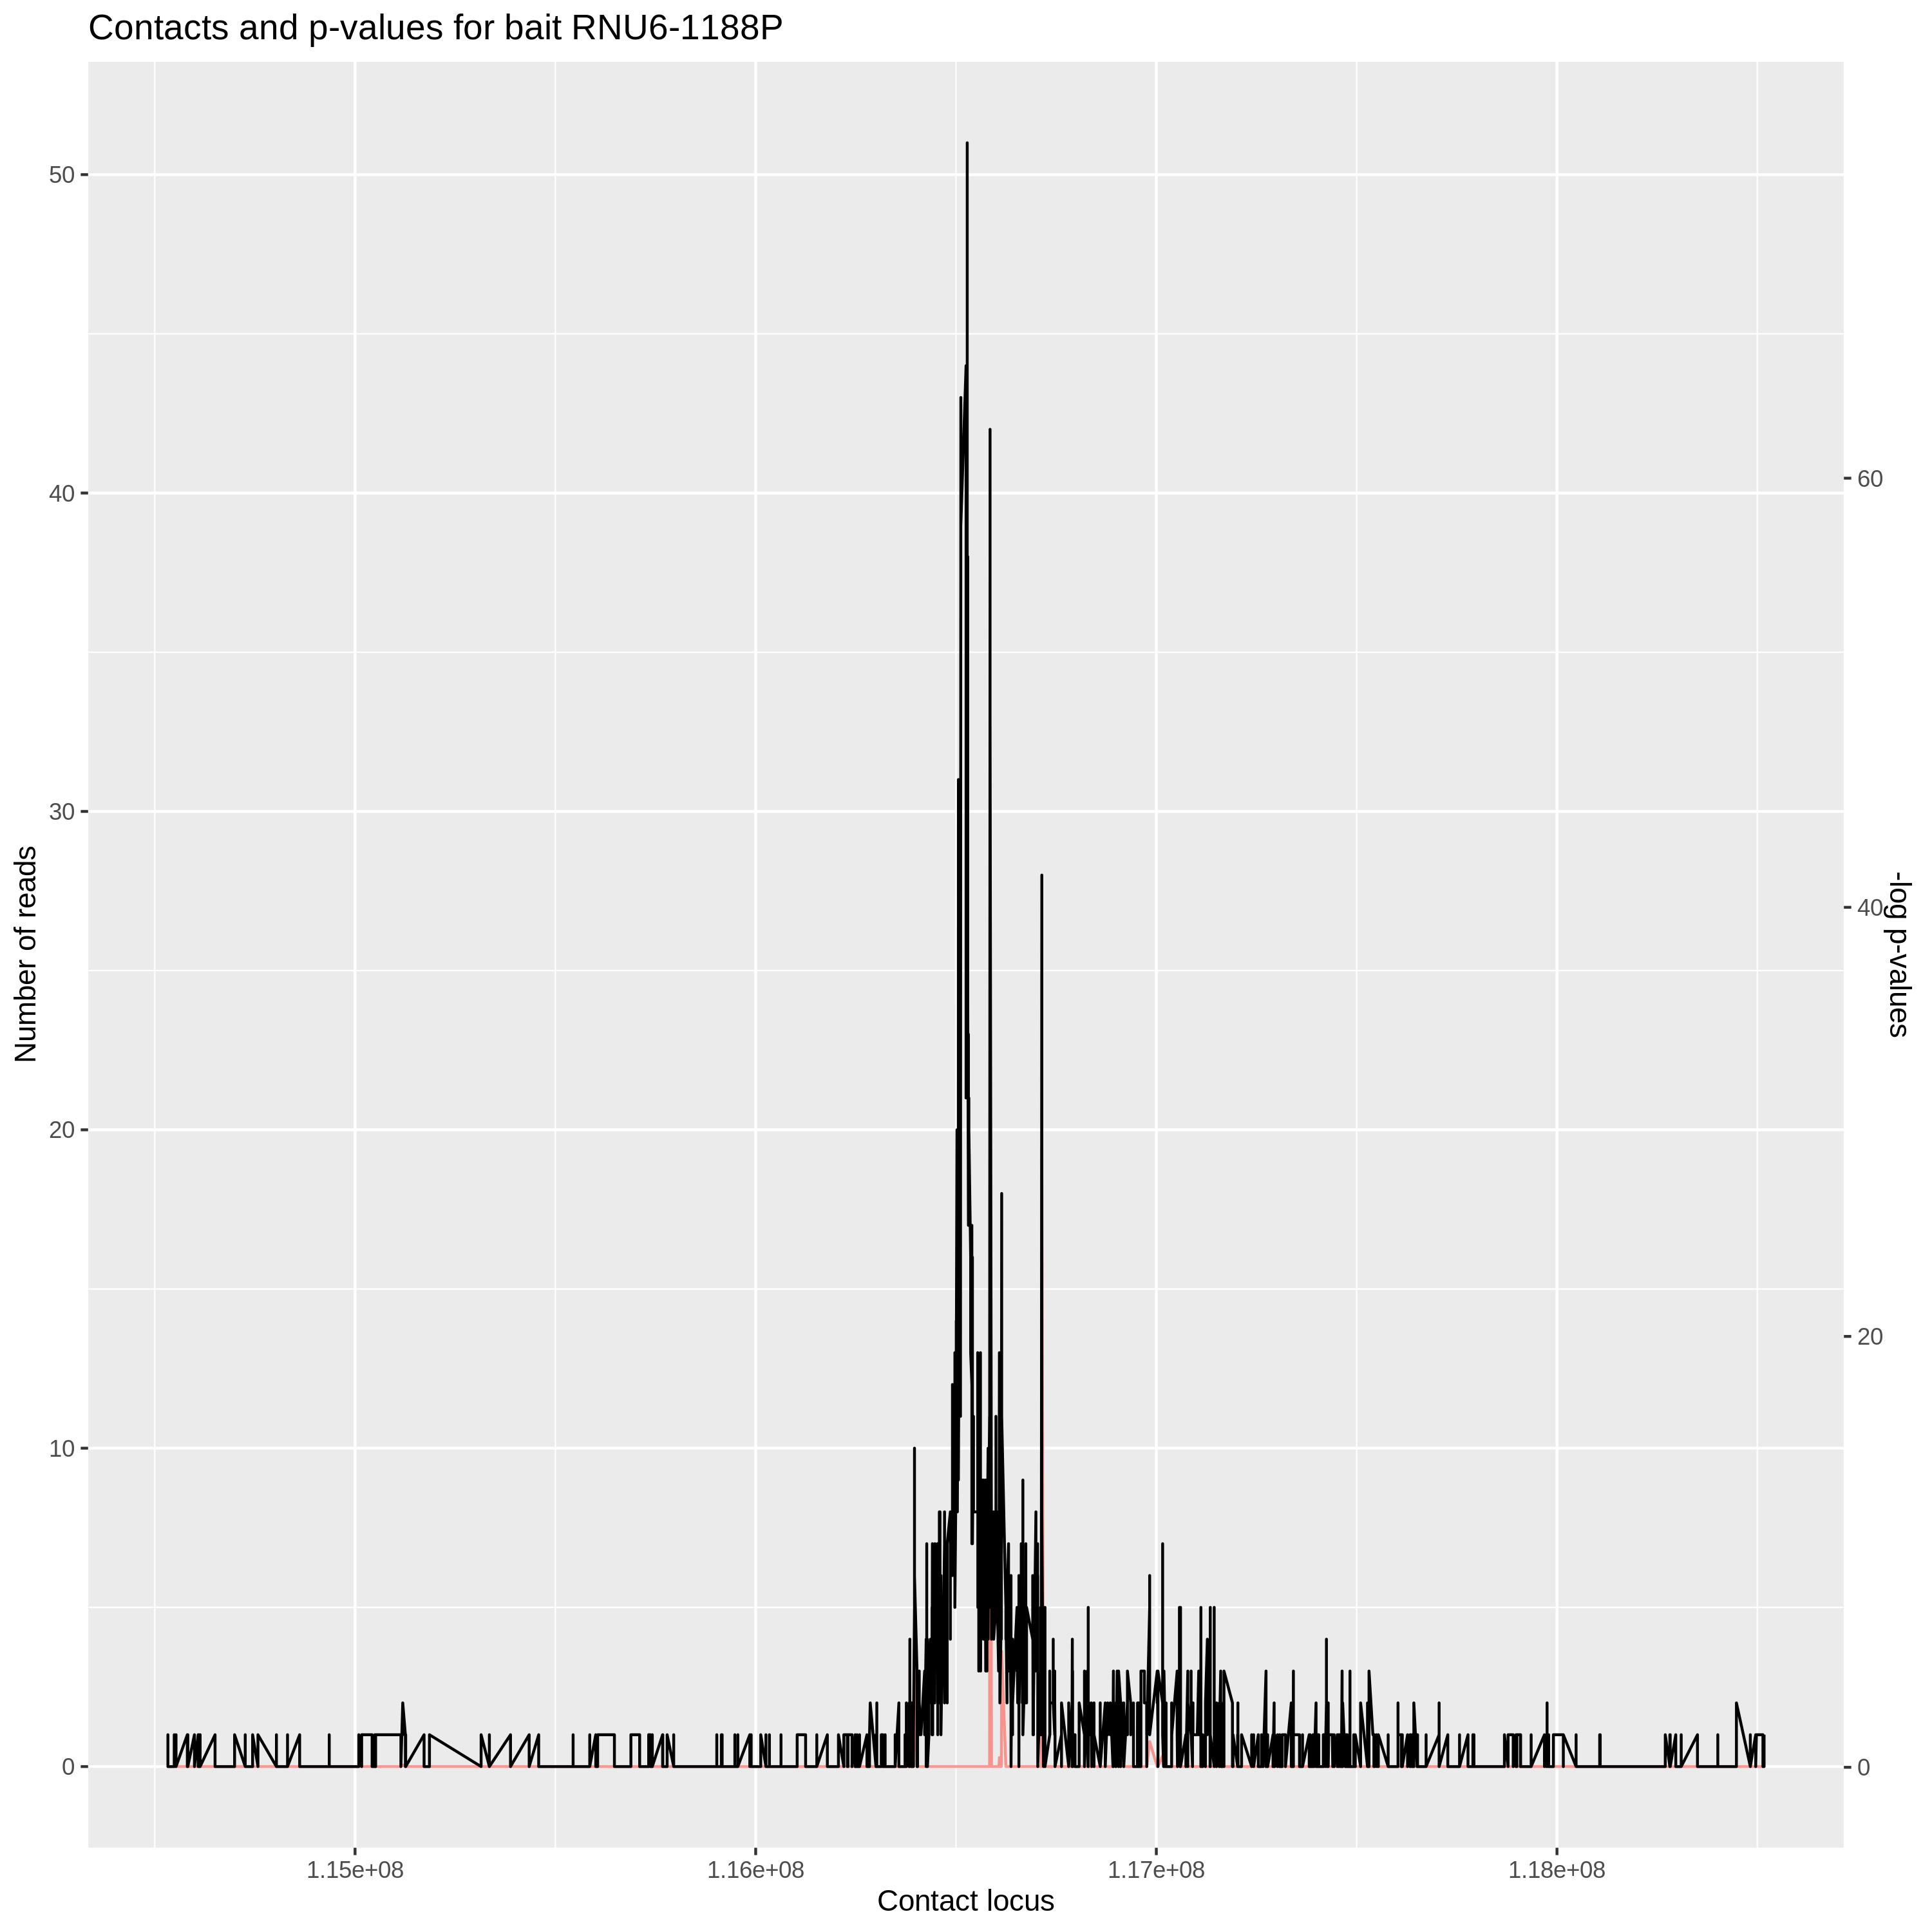 Contacts and p-values for bait RNU6-1188P
50
40
30
20
10
0
Number of reads
60
40
20
0
-log p-values
1.15e+08
1.16e+08
1.17e+08
1.18e+08
Contact locus